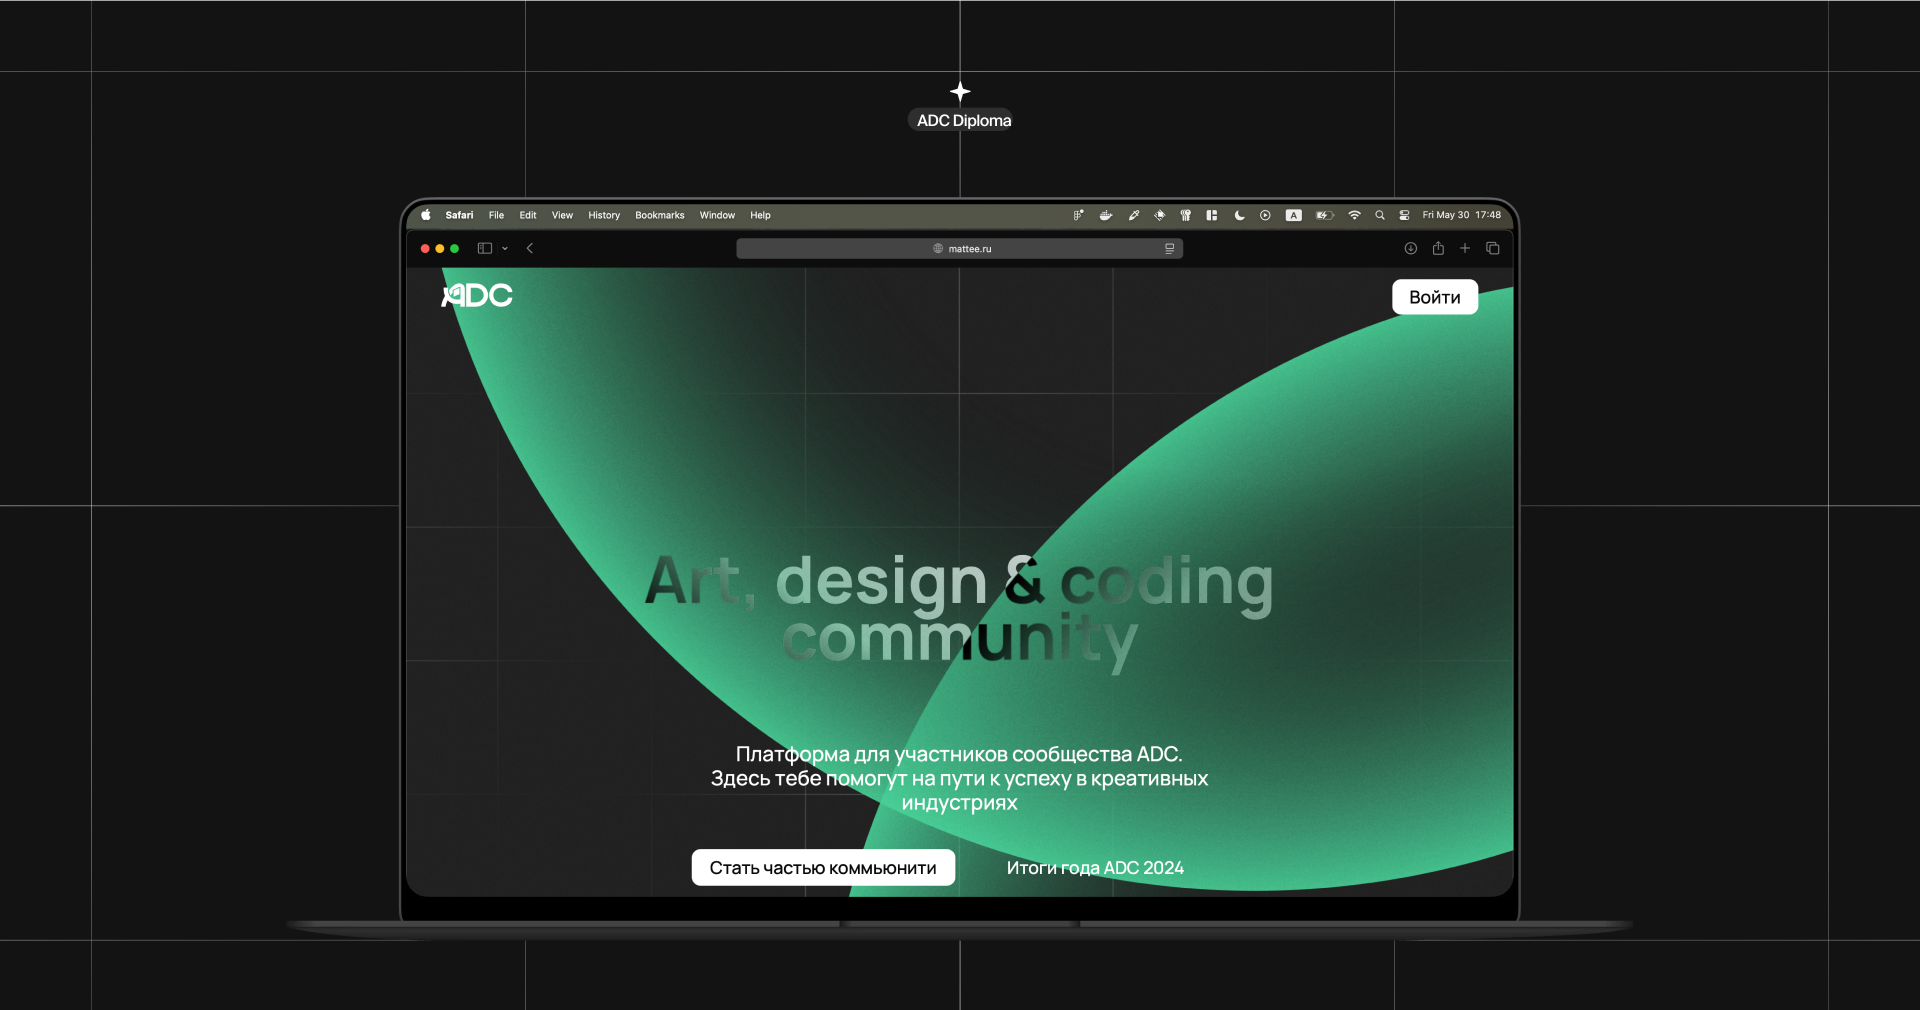 ADC Diploma
Safari File Edit View History Bookmarks Window Help
A Fri May 30 17:48
mattee.ru
ADC
Войти
Art, design & coding
community
Платформа для участников сообщества ADC.
Здесь тебе помогут на пути к успеху в креативных
индустриях
Стать частью коммьюнити
Итоги года ADC 2024